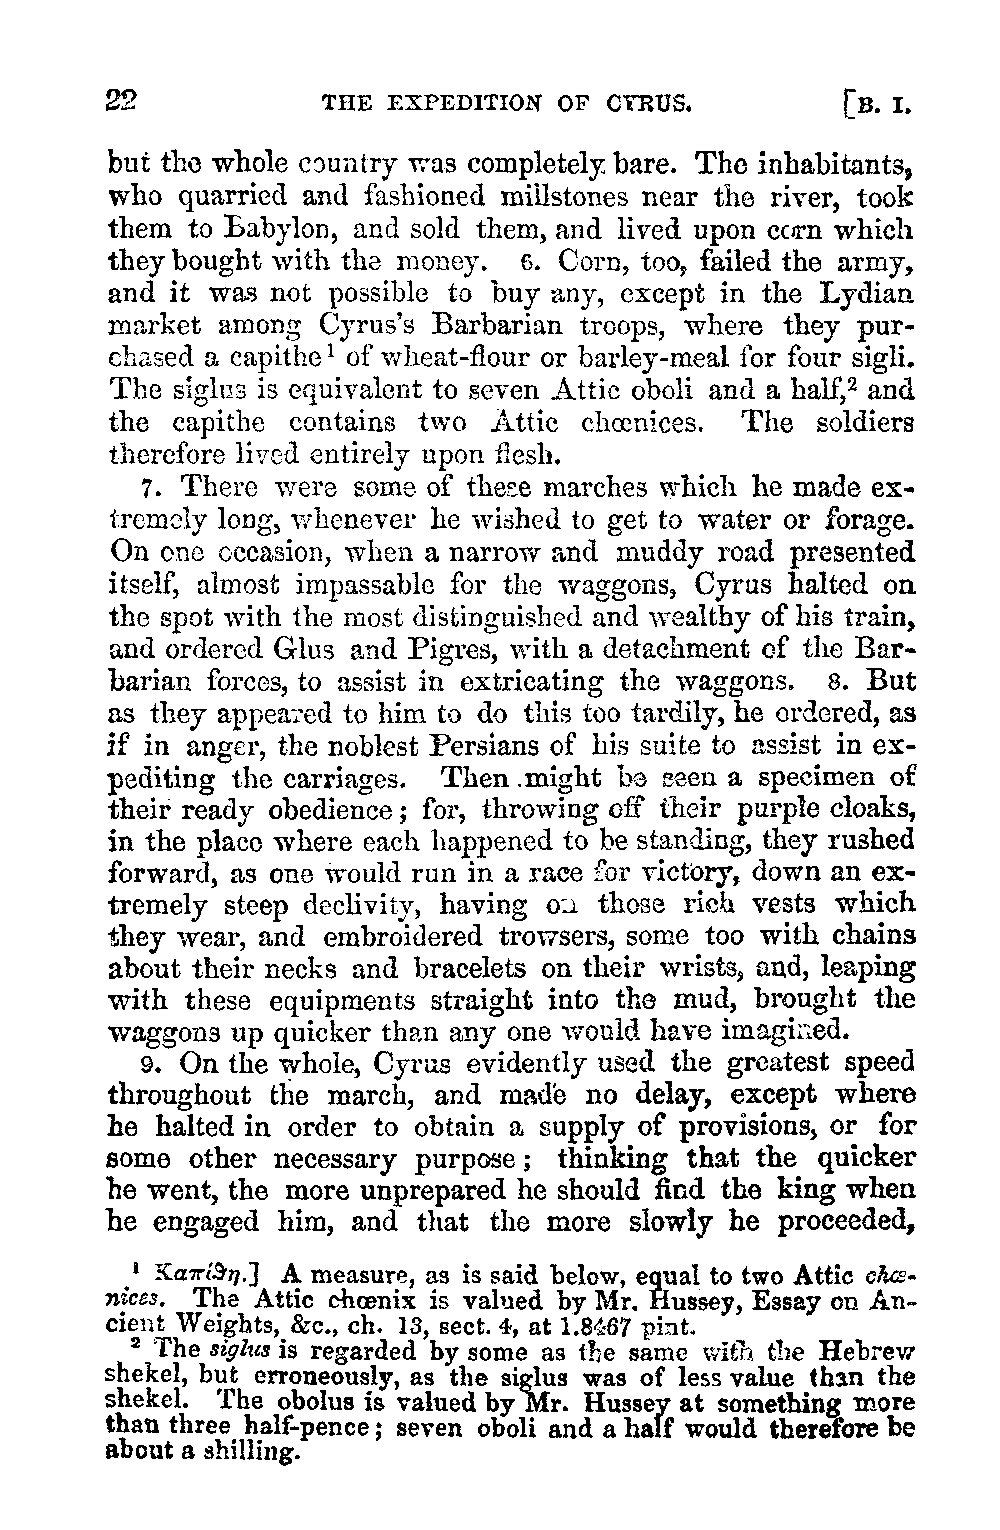 22 THE EXPEDITION OF CYRUS. [B. I.
but the whole country was completely bare. The inhabitants,
who quarried and fashioned millstones near the river, took
them to Babylon, and sold them, and lived upon corn which
they bought with the money. 6. Corn, too, failed the army,
and it was not possible to buy any, except in the Lydian
market among Cyrus's Barbarian troops, where they pur-
chased a capithe¹ of wheat-flour or barley-meal for four sigli.
The siglus is equivalent to seven Attic oboli and a half,² and
the capithe contains two Attic chœnices. The soldiers
therefore lived entirely upon flesh.
7. There were some of these marches which he made ex-
tremely long, whenever he wished to get to water or forage.
On one occasion, when a narrow and muddy road presented
itself, almost impassable for the waggons, Cyrus halted on
the spot with the most distinguished and wealthy of his train,
and ordered Glus and Pigres, with a detachment of the Bar-
barian forces, to assist in extricating the waggons. 8. But
as they appeared to him to do this too tardily, he ordered, as
if in anger, the noblest Persians of his suite to assist in ex-
pediting the carriages. Then might be seen a specimen of
their ready obedience; for, throwing off their purple cloaks,
in the place where each happened to be standing, they rushed
forward, as one would run in a race for victory, down an ex-
tremely steep declivity, having on those rich vests which
they wear, and embroidered trowsers, some too with chains
about their necks and bracelets on their wrists, and, leaping
with these equipments straight into the mud, brought the
waggons up quicker than any one would have imagined.
9. On the whole, Cyrus evidently used the greatest speed
throughout the march, and made no delay, except where
he halted in order to obtain a supply of provisions, or for
some other necessary purpose; thinking that the quicker
he went, the more unprepared he should find the king when
he engaged him, and that the more slowly he proceeded,
¹ Καπίϑη.] A measure, as is said below, equal to two Attic chœ-
nices. The Attic chœnix is valued by Mr. Hussey, Essay on An-
cient Weights, &c., ch. 13, sect. 4, at 1.8467 pint.
² The siglus is regarded by some as the same with the Hebrew
shekel, but erroneously, as the siglus was of less value than the
shekel. The obolus is valued by Mr. Hussey at something more
than three half-pence; seven oboli and a half would therefore be
about a shilling.